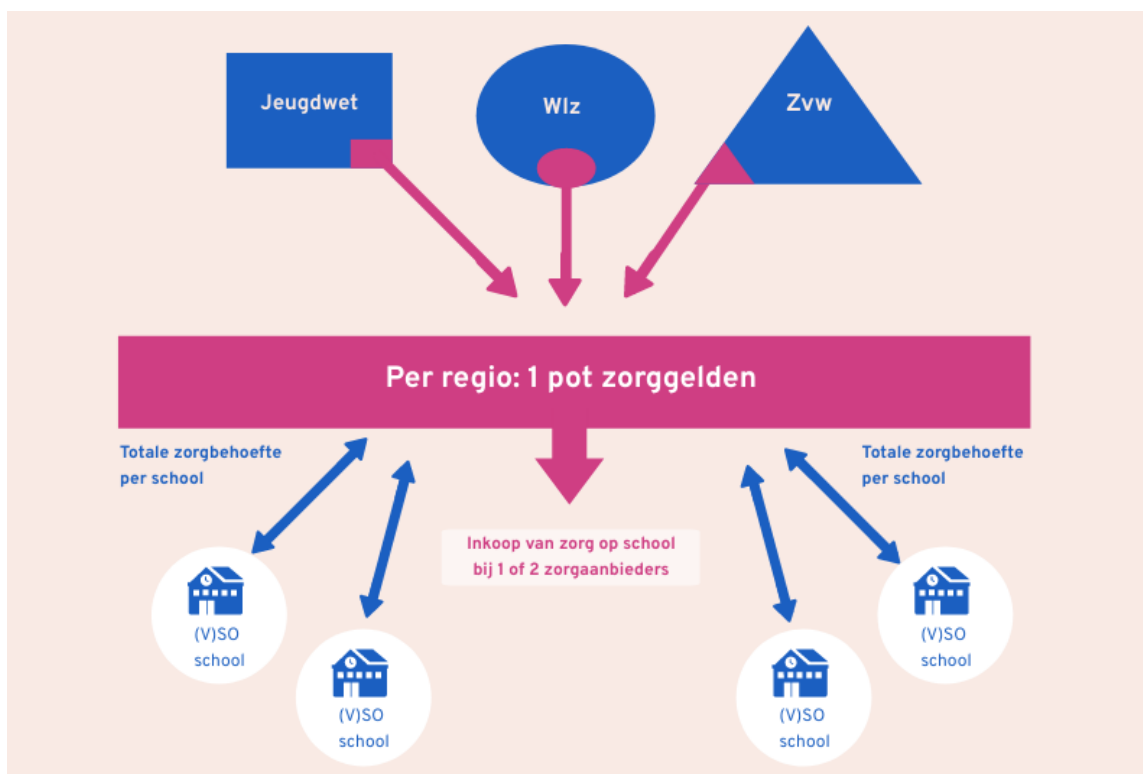 Jeugdwet
Wlz
Zvw
Per regio: 1 pot zorggelden
Totale zorgbehoefte
per school
Totale zorgbehoefte
per school
Inkoop van zorg op school
bij 1 of 2 zorgaanbieders
(V)SO
school
(V)SO
school
(V)SO
school
(V)SO
school